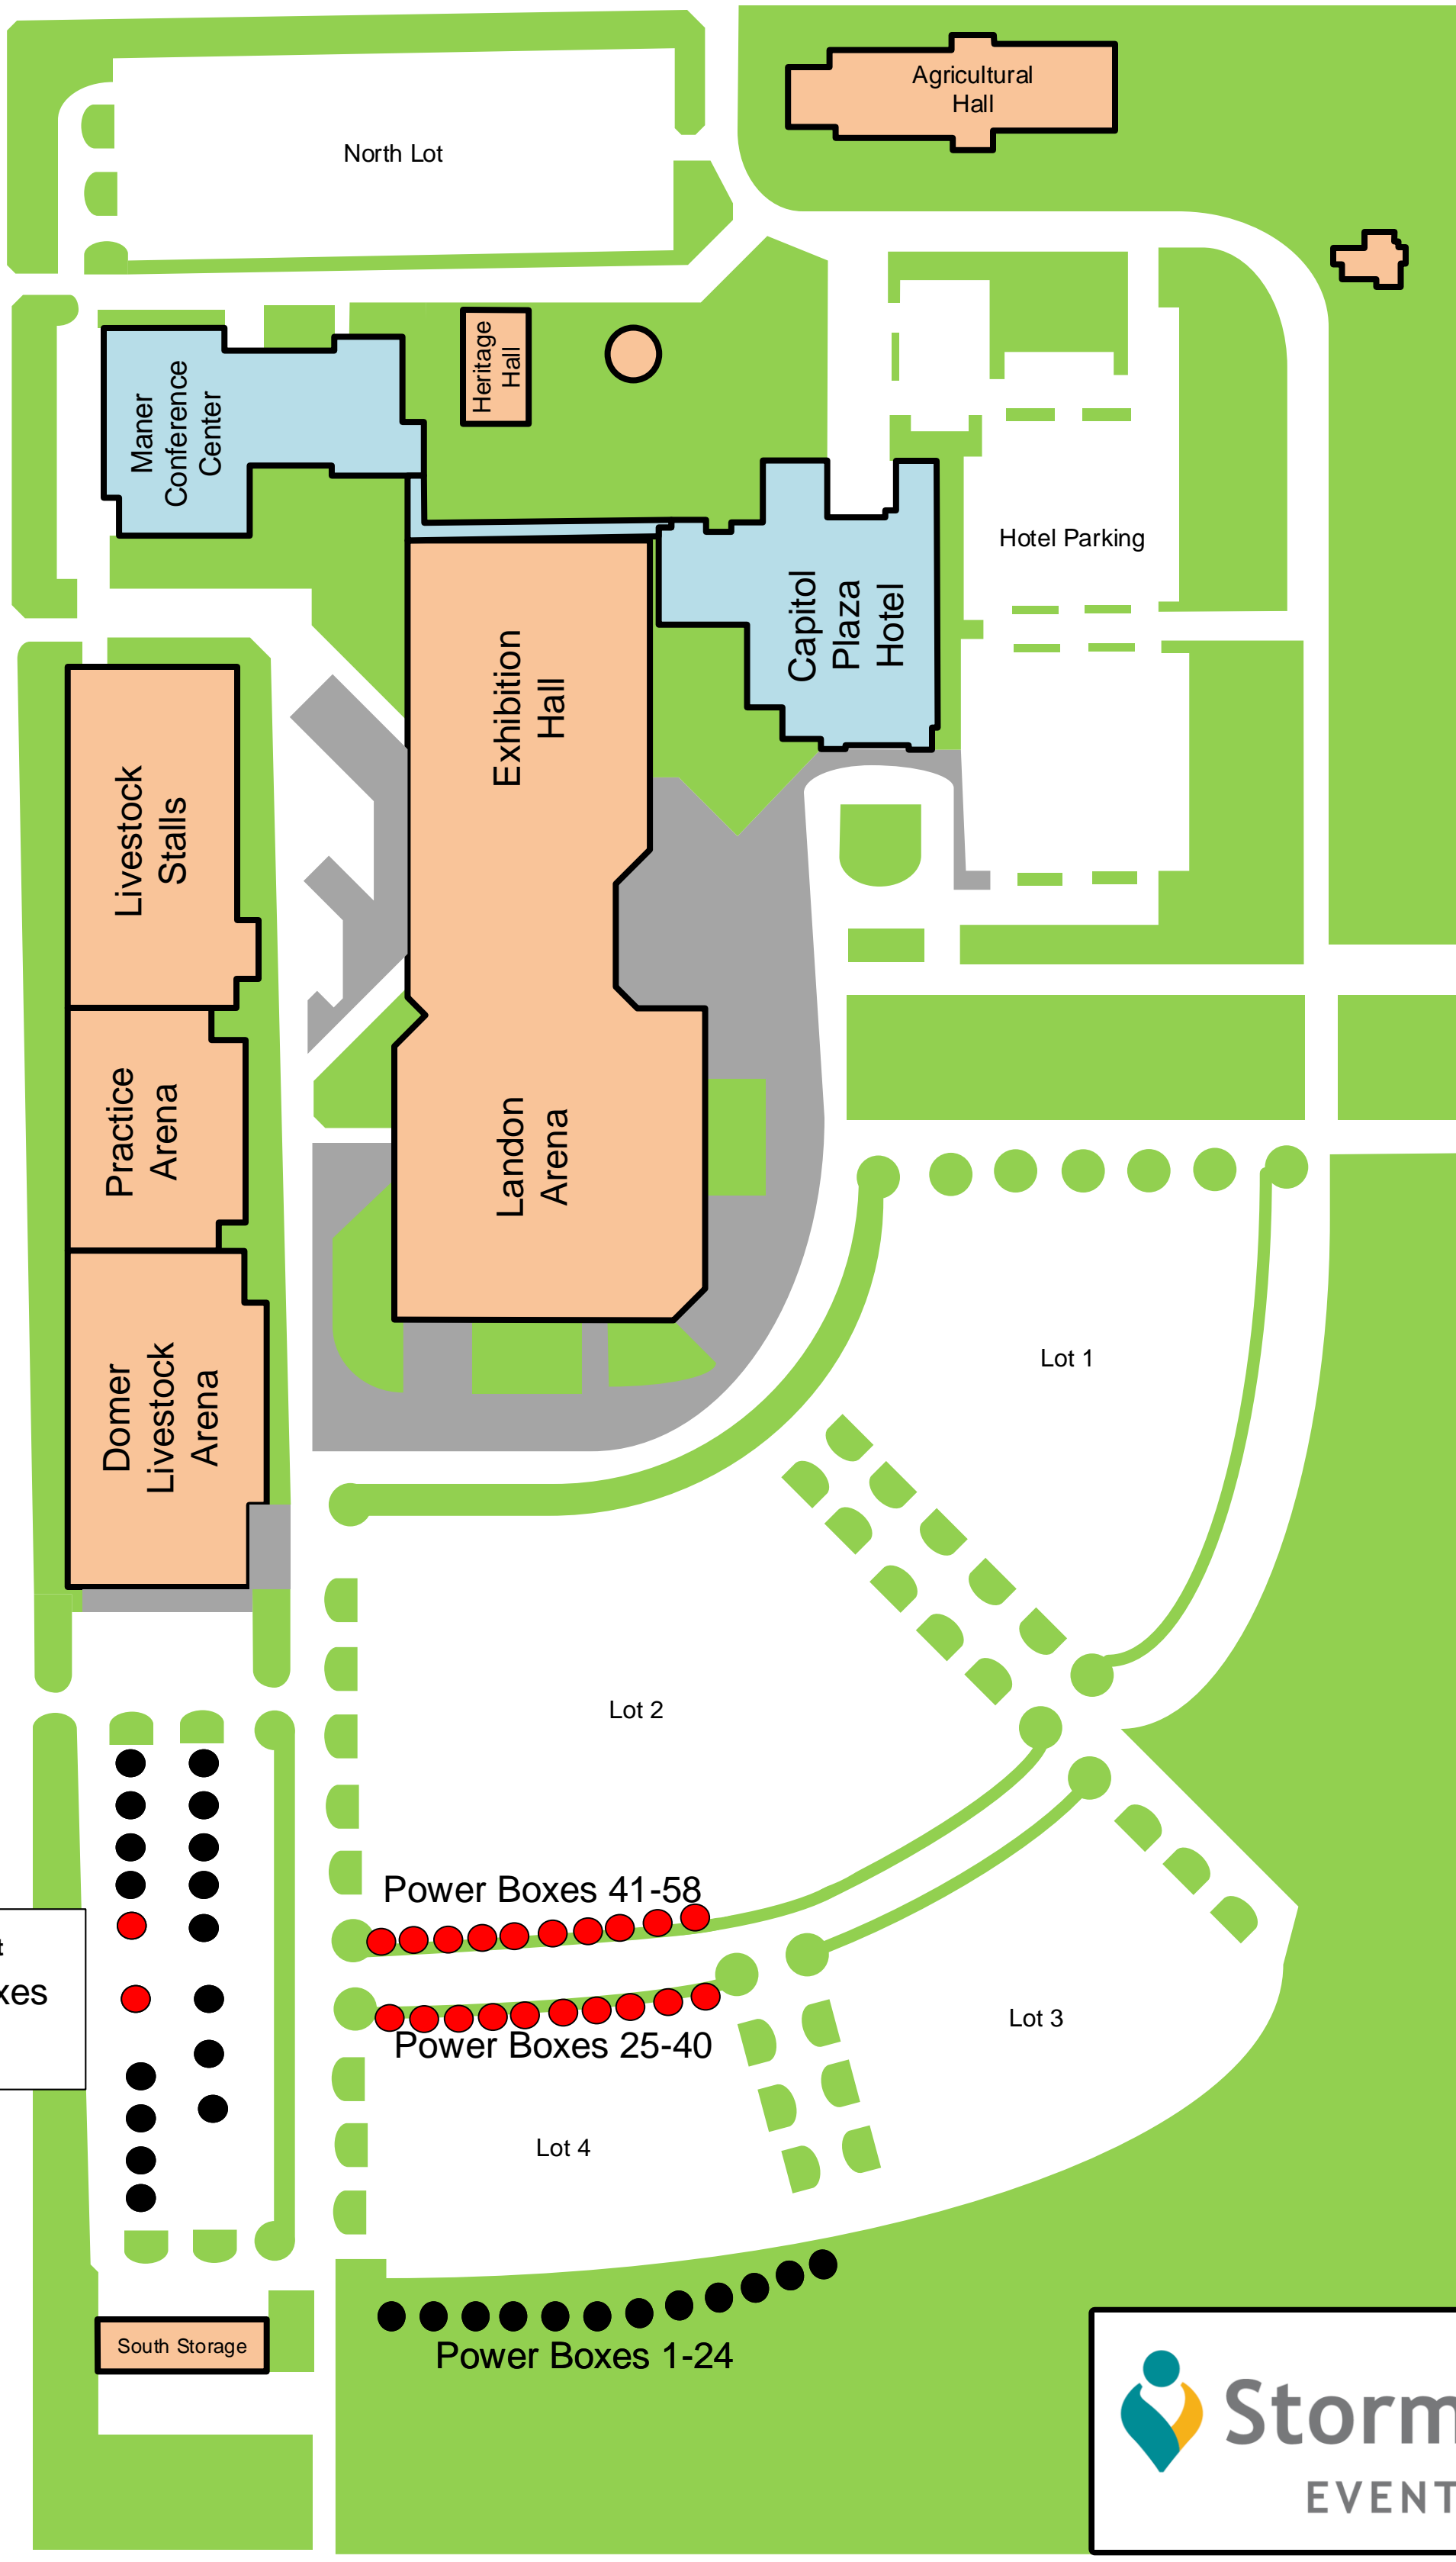 Agricultural
Hall
North Lot
Heritage
Hall
Maner
Conference
Center
Hotel Parking
Capitol
Plaza
Hotel
Exhibition
Hall
Livestock
Stalls
Practice
Arena
Landon
Arena
Domer
Livestock
Arena
Lot 1
Lot 2
Power Boxes 41-58
t
xes
Lot 3
Power Boxes 25-40
Lot 4
South Storage
Power Boxes 1-24
Storm
EVENT